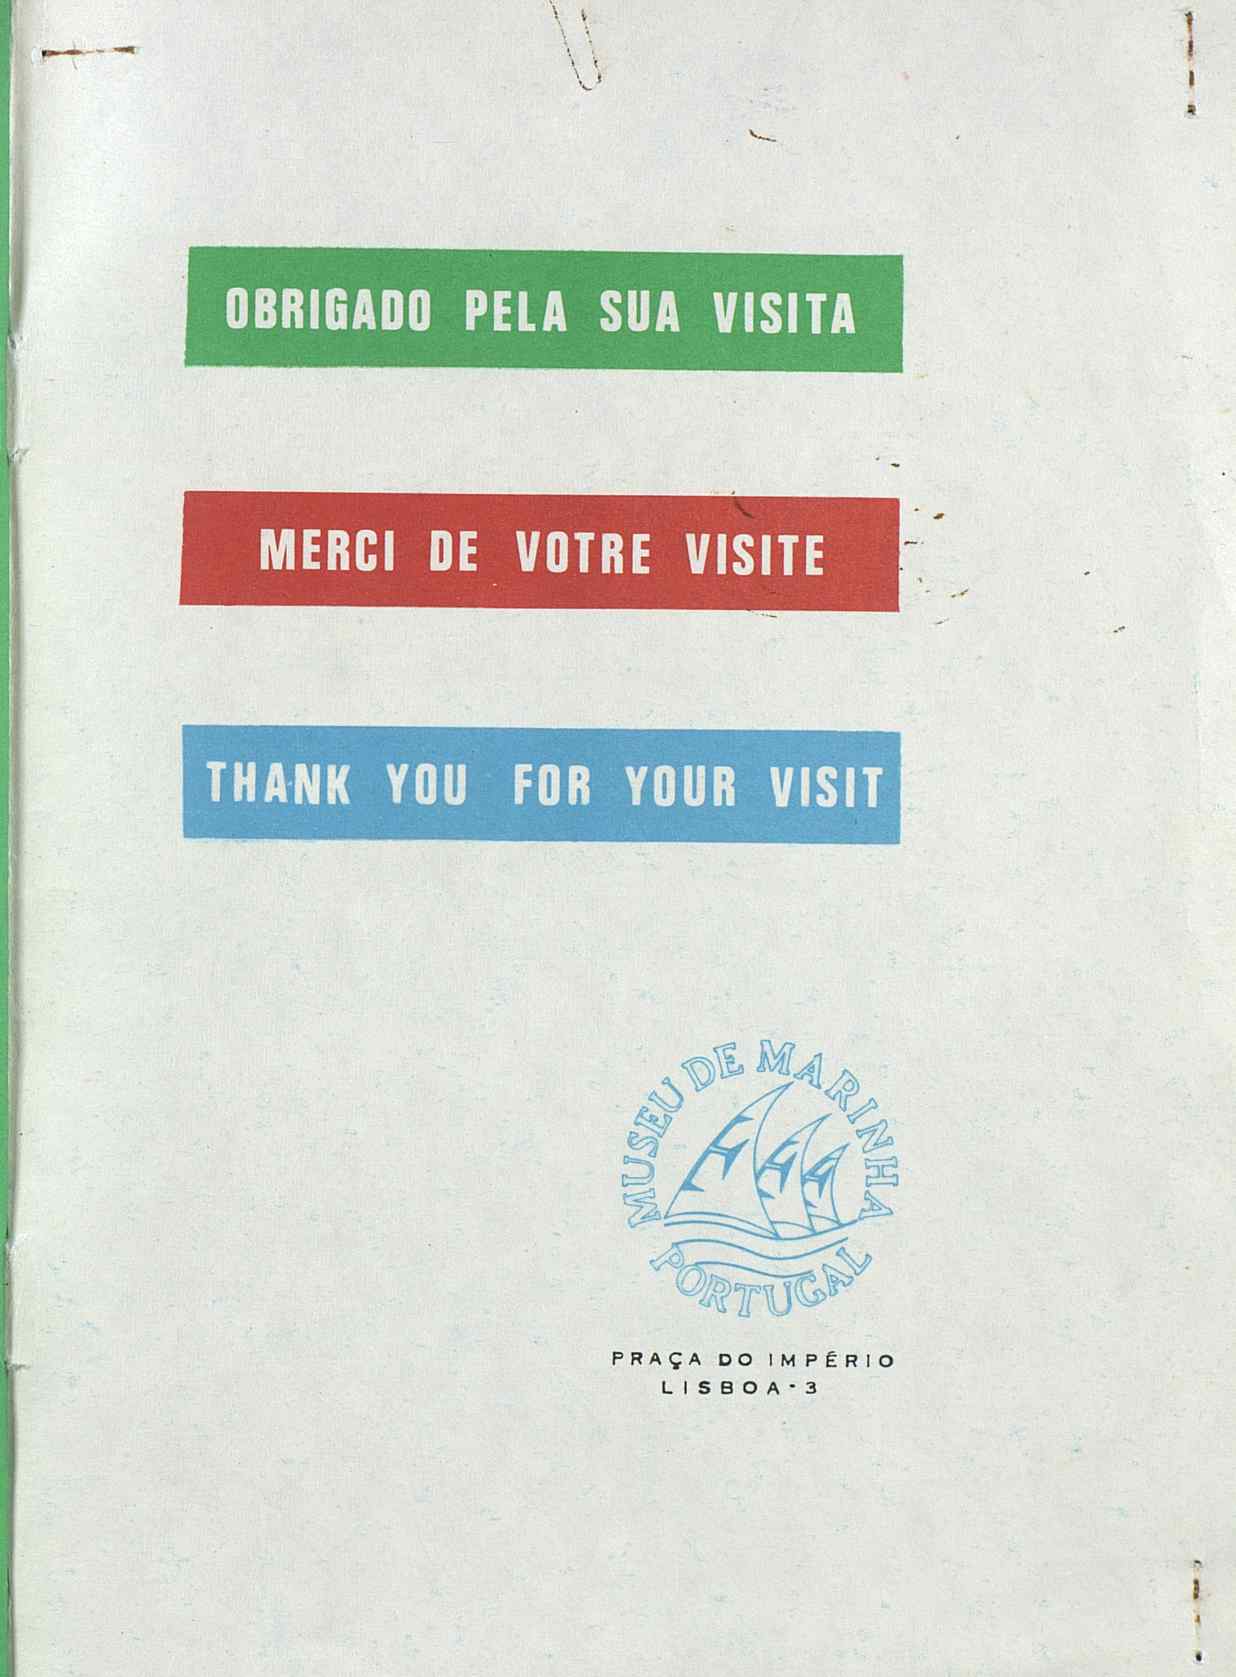 OBRIGADO PELA SUA VISITA
MERCI DE VOTRE VISITE
THANK YOU FOR YOUR VISIT
MUSEU DE MARINHA
PORTUGAL
PRAÇA DO IMPÉRIO
LISBOA-3